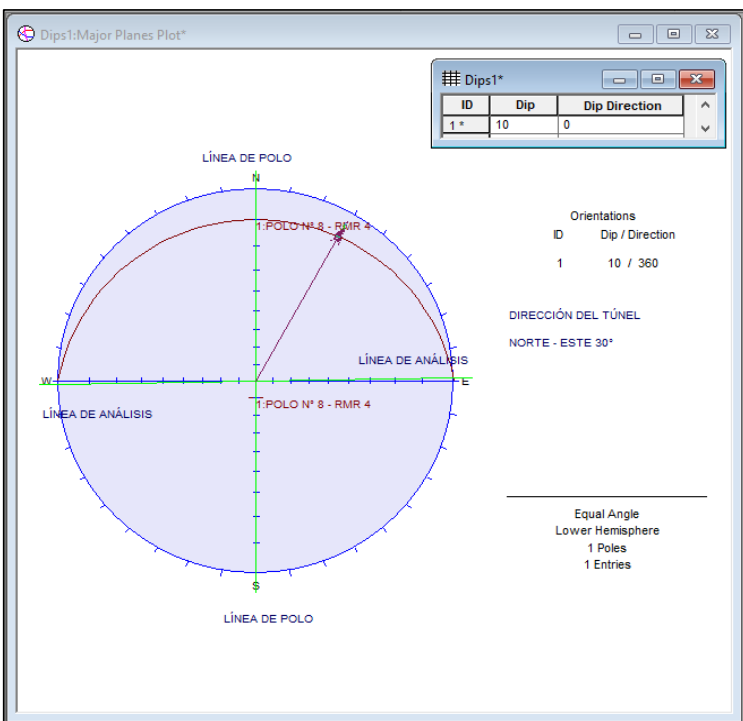 Dips1:Major Planes Plot*
Dips1*
ID Dip Dip Direction
1 * 10 0
LÍNEA DE POLO
N
1:POLO Nº 8 - RMR 4
Orientations
ID Dip / Direction
1 10 / 360
DIRECCIÓN DEL TÚNEL
NORTE - ESTE 30°
LÍNEA DE ANÁLISIS
W
E
1:POLO Nº 8 - RMR 4
LÍNEA DE ANÁLISIS
Equal Angle
Lower Hemisphere
1 Poles
1 Entries
S
LÍNEA DE POLO